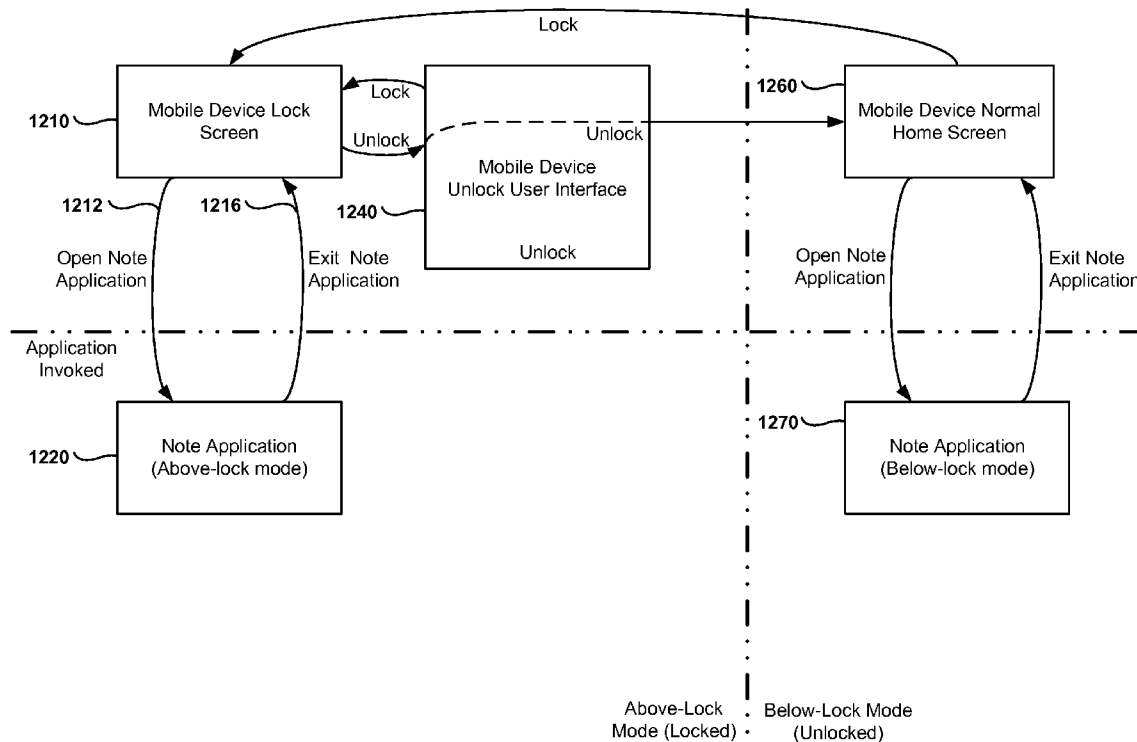 Lock
1210
Mobile Device Lock
Screen
Lock
Unlock
1260
Mobile Device Normal
Home Screen
Unlock
Mobile Device
Unlock User Interface
1212
1216
1240
Unlock
Open Note
Application
Exit Note
Application
Open Note
Application
Exit Note
Application
Application
Invoked
1220
Note Application
(Above-lock mode)
1270
Note Application
(Below-lock mode)
Above-Lock
Mode (Locked)
Below-Lock Mode
(Unlocked)